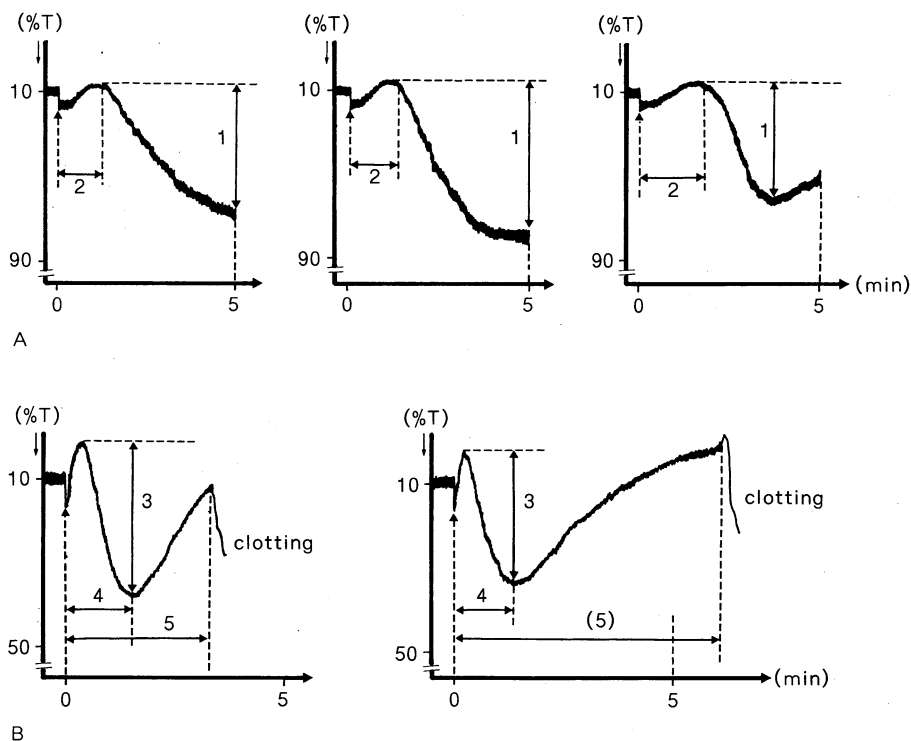 (%T) (%T) (%T)
10 10 10
1 1 1
2 2 2
90 90 90
0 5 0 5 0 5 (min)
A
(%T) (%T)
10 10
3 clotting 3 clotting
4 4
5 (5)
50 50
0 5 0 5 (min)
B